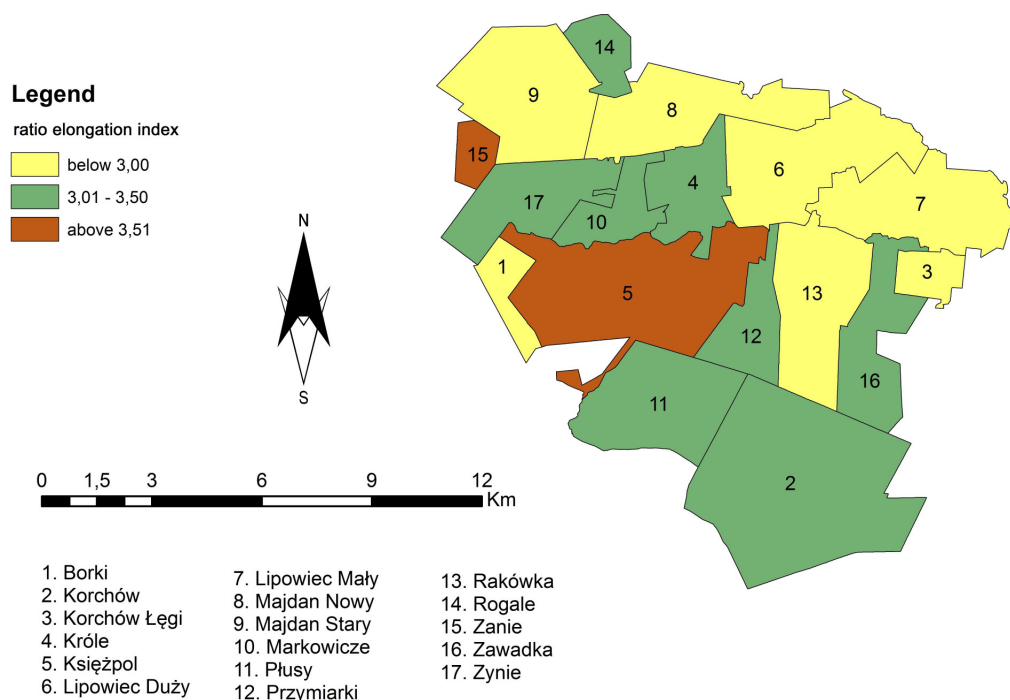 Legend
ratio elongation index
below 3,00
3,01 - 3,50
above 3,51
N
S
14
9
8
15
4
6
7
17
10
1
5
13
3
12
16
11
2
0 1,5 3 6 9 12
Km
1. Borki
2. Korchów
3. Korchów Łęgi
4. Króle
5. Księżpol
6. Lipowiec Duży
7. Lipowiec Mały
8. Majdan Nowy
9. Majdan Stary
10. Markowicze
11. Płusy
12. Przymiarki
13. Rakówka
14. Rogale
15. Zanie
16. Zawadka
17. Zynie